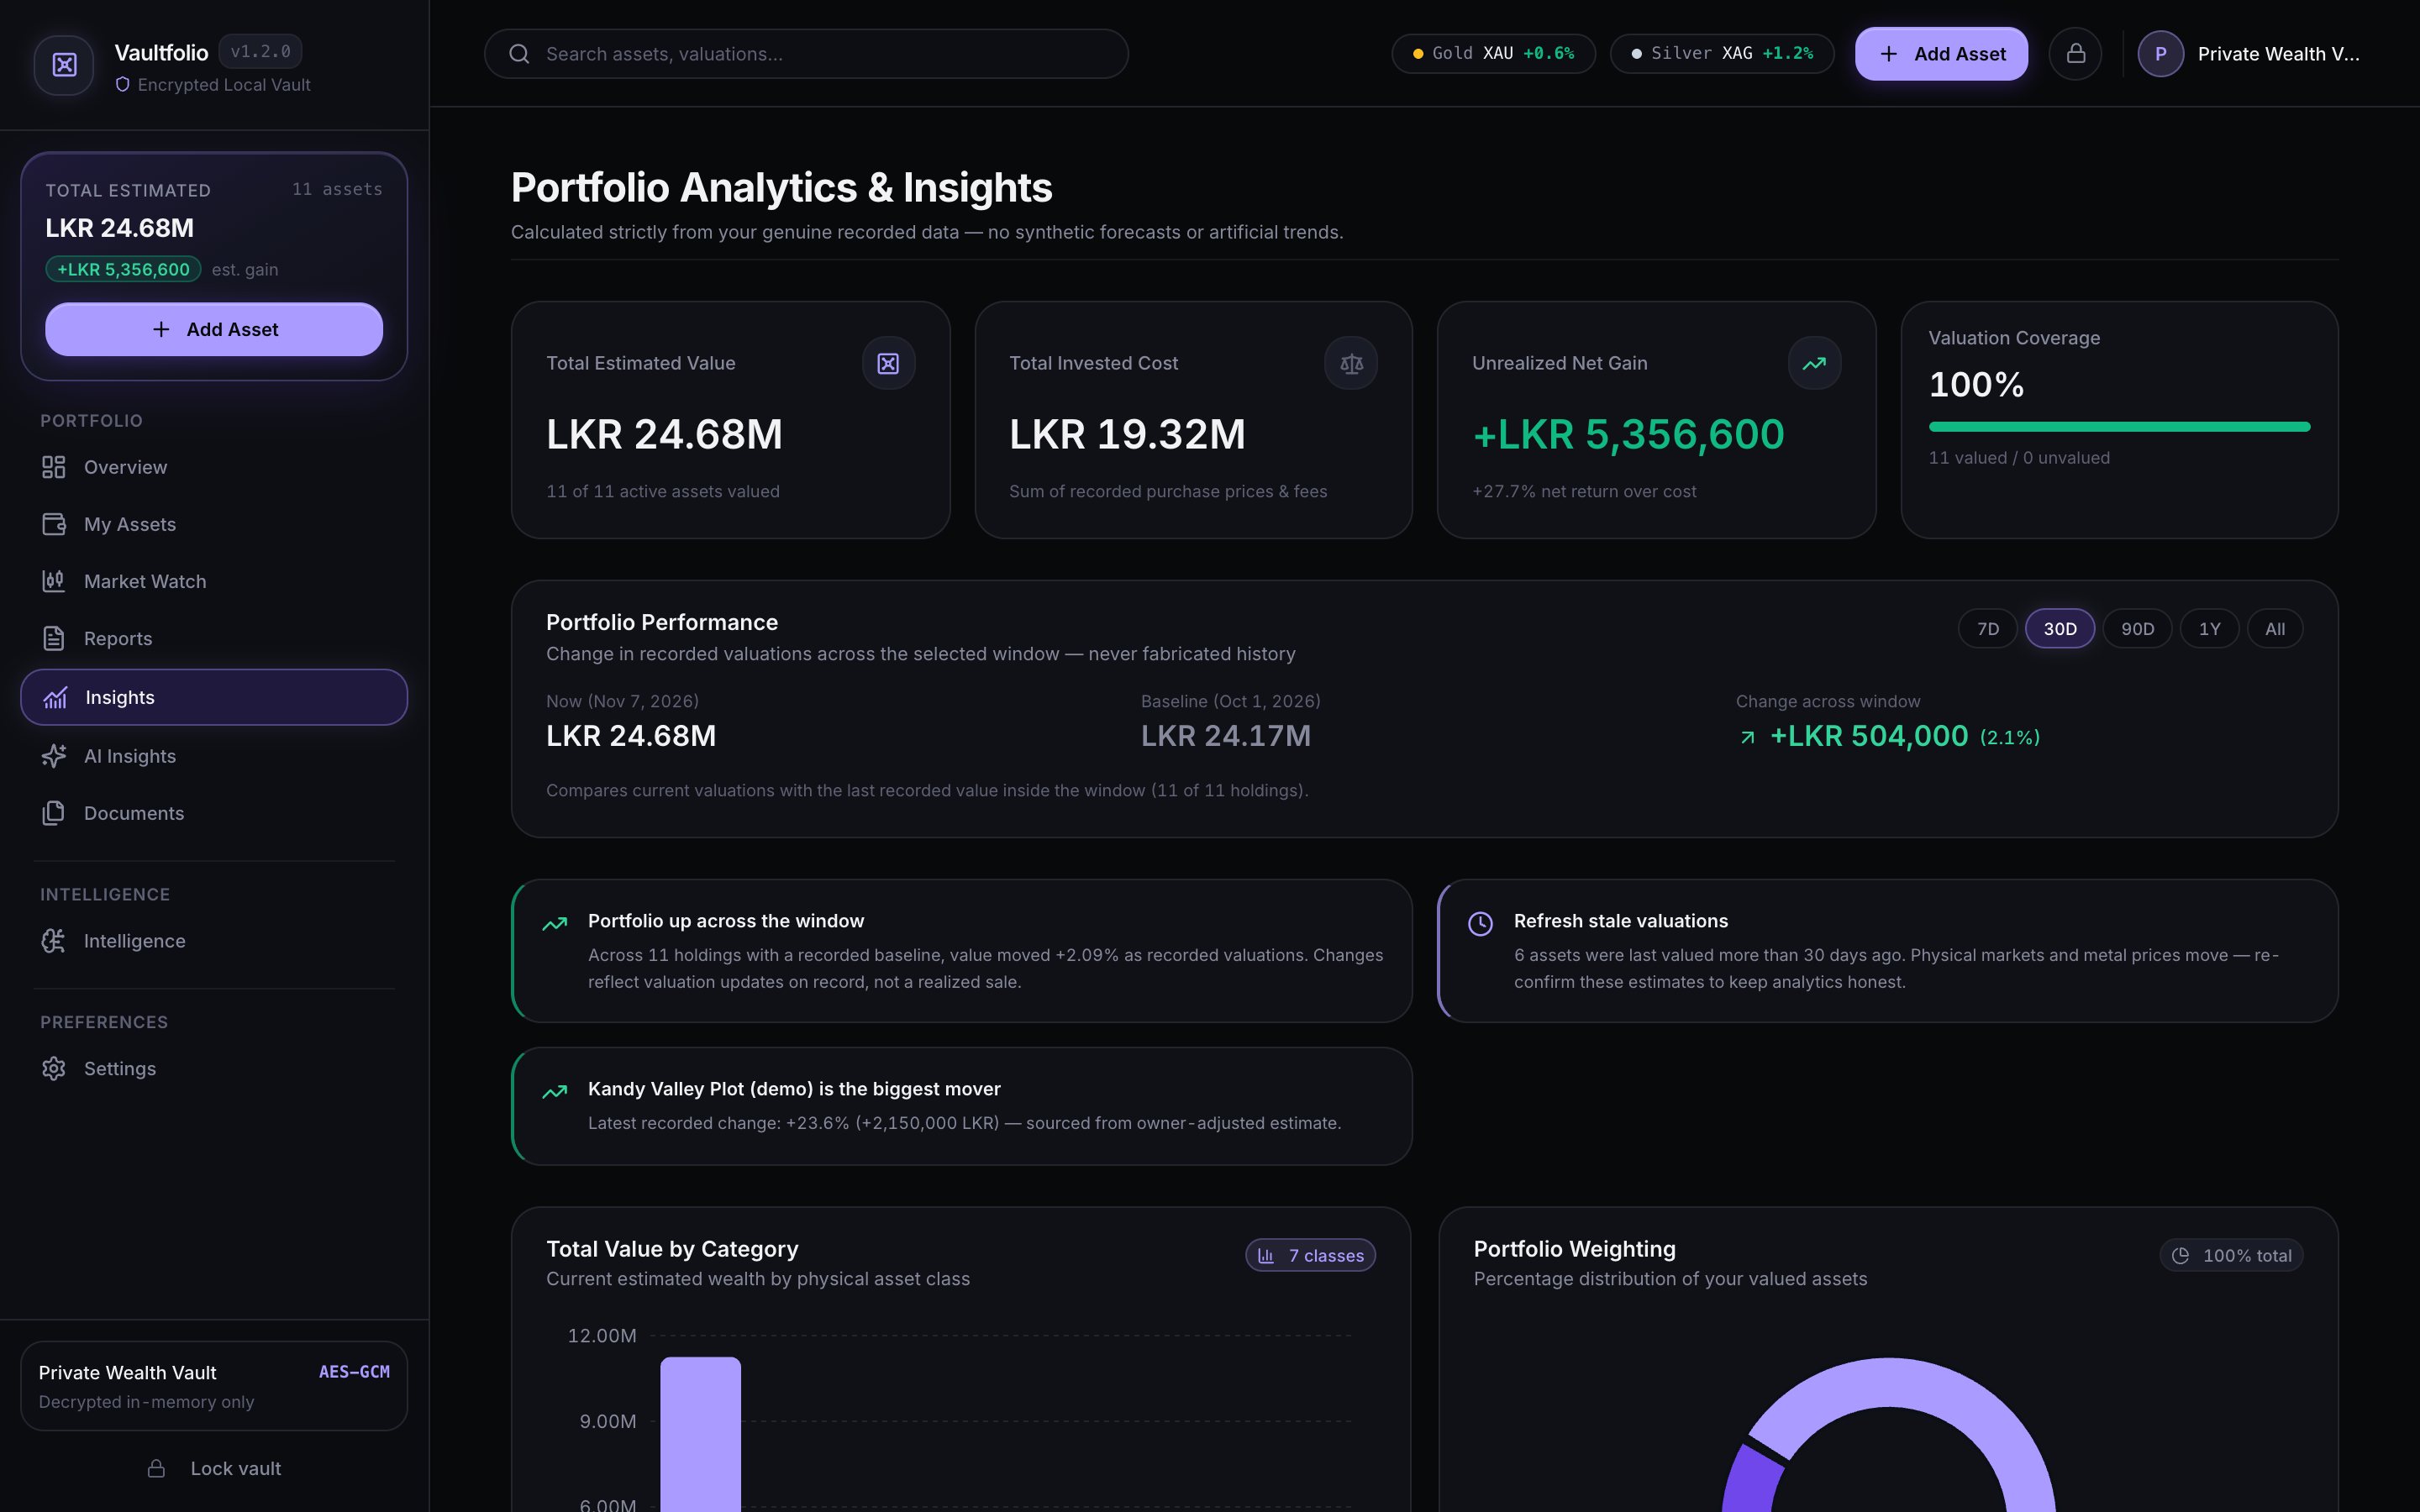 Vaultfolio v1.2.0
Encrypted Local Vault
TOTAL ESTIMATED 11 assets
LKR 24.68M
+LKR 5,356,600 est. gain
Add Asset
PORTFOLIO
Overview
My Assets
Market Watch
Reports
Insights
AI Insights
Documents
INTELLIGENCE
Intelligence
PREFERENCES
Settings
Private Wealth Vault AES-GCM
Decrypted in-memory only
Lock vault
Search assets, valuations...
Gold XAU +0.6%
Silver XAG +1.2%
Add Asset
P
Private Wealth V...
Portfolio Analytics & Insights
Calculated strictly from your genuine recorded data — no synthetic forecasts or artificial trends.
Total Estimated Value
LKR 24.68M
11 of 11 active assets valued
Total Invested Cost
LKR 19.32M
Sum of recorded purchase prices & fees
Unrealized Net Gain
+LKR 5,356,600
+27.7% net return over cost
Valuation Coverage
100%
11 valued / 0 unvalued
Portfolio Performance
Change in recorded valuations across the selected window — never fabricated history
7D 30D 90D 1Y All
Now (Nov 7, 2026)
LKR 24.68M
Baseline (Oct 1, 2026)
LKR 24.17M
Change across window
+LKR 504,000 (2.1%)
Compares current valuations with the last recorded value inside the window (11 of 11 holdings).
Portfolio up across the window
Across 11 holdings with a recorded baseline, value moved +2.09% as recorded valuations. Changes
reflect valuation updates on record, not a realized sale.
Refresh stale valuations
6 assets were last valued more than 30 days ago. Physical markets and metal prices move — re-
confirm these estimates to keep analytics honest.
Kandy Valley Plot (demo) is the biggest mover
Latest recorded change: +23.6% (+2,150,000 LKR) — sourced from owner-adjusted estimate.
Total Value by Category
Current estimated wealth by physical asset class
7 classes
12.00M
9.00M
6.00M
Portfolio Weighting
Percentage distribution of your valued assets
100% total